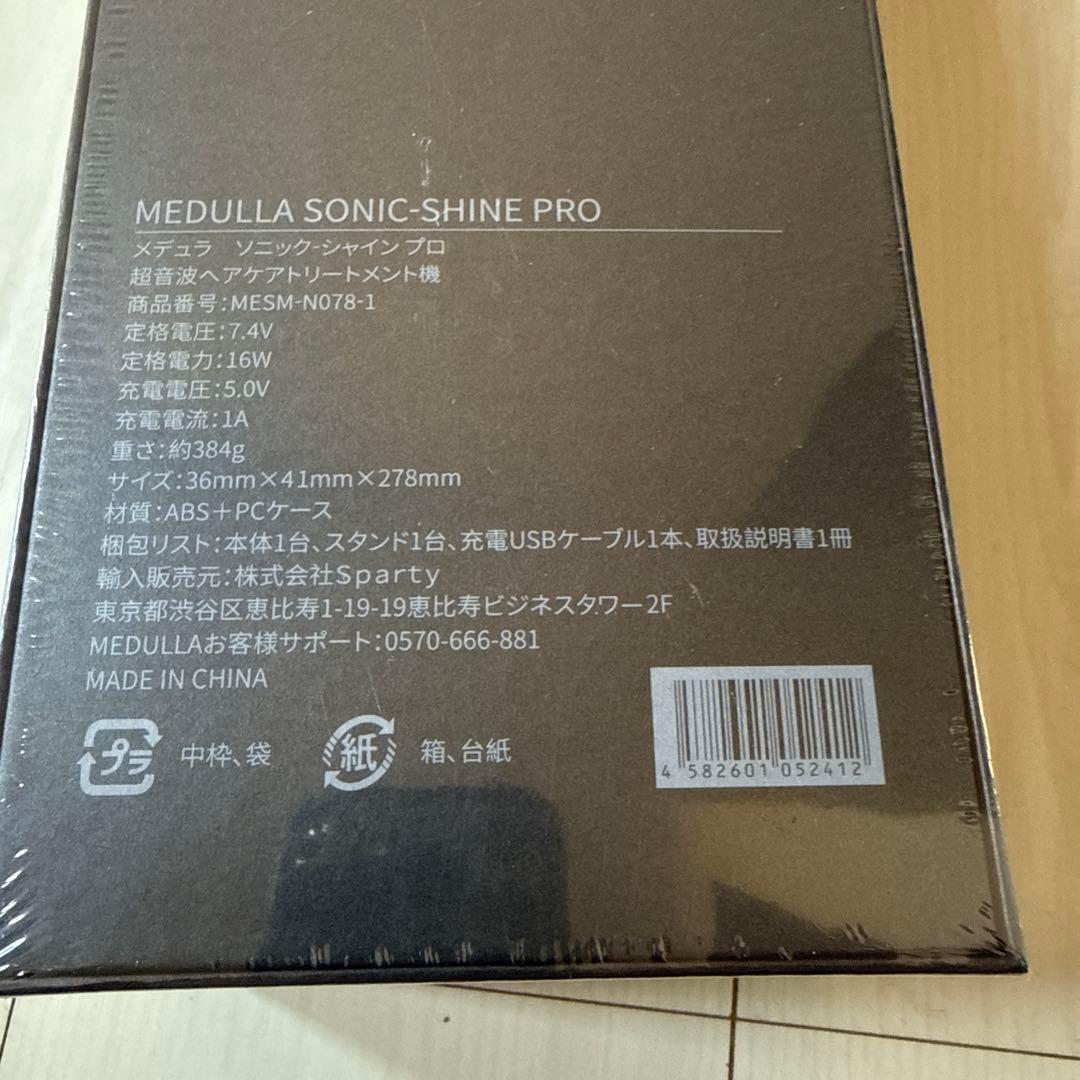 MEDULLA SONIC-SHINE PRO
メデュラ　ソニック-シャイン プロ
超音波ヘアケアトリートメント機
商品番号：MESM-N078-1
定格電圧：7.4V
定格電力：16W
充電電圧：5.0V
充電電流：1A
重さ：約384g
サイズ：36mm×41mm×278mm
材質：ABS＋PCケース
梱包リスト：本体1台、スタンド1台、充電USBケーブル1本、取扱説明書1冊
輸入販売元：株式会社Sparty
東京都渋谷区恵比寿1-19-19恵比寿ビジネスタワー2F
MEDULLAお客様サポート：0570-666-881
MADE IN CHINA
プラ 中枠、袋 紙 箱、台紙
4 582601 052412